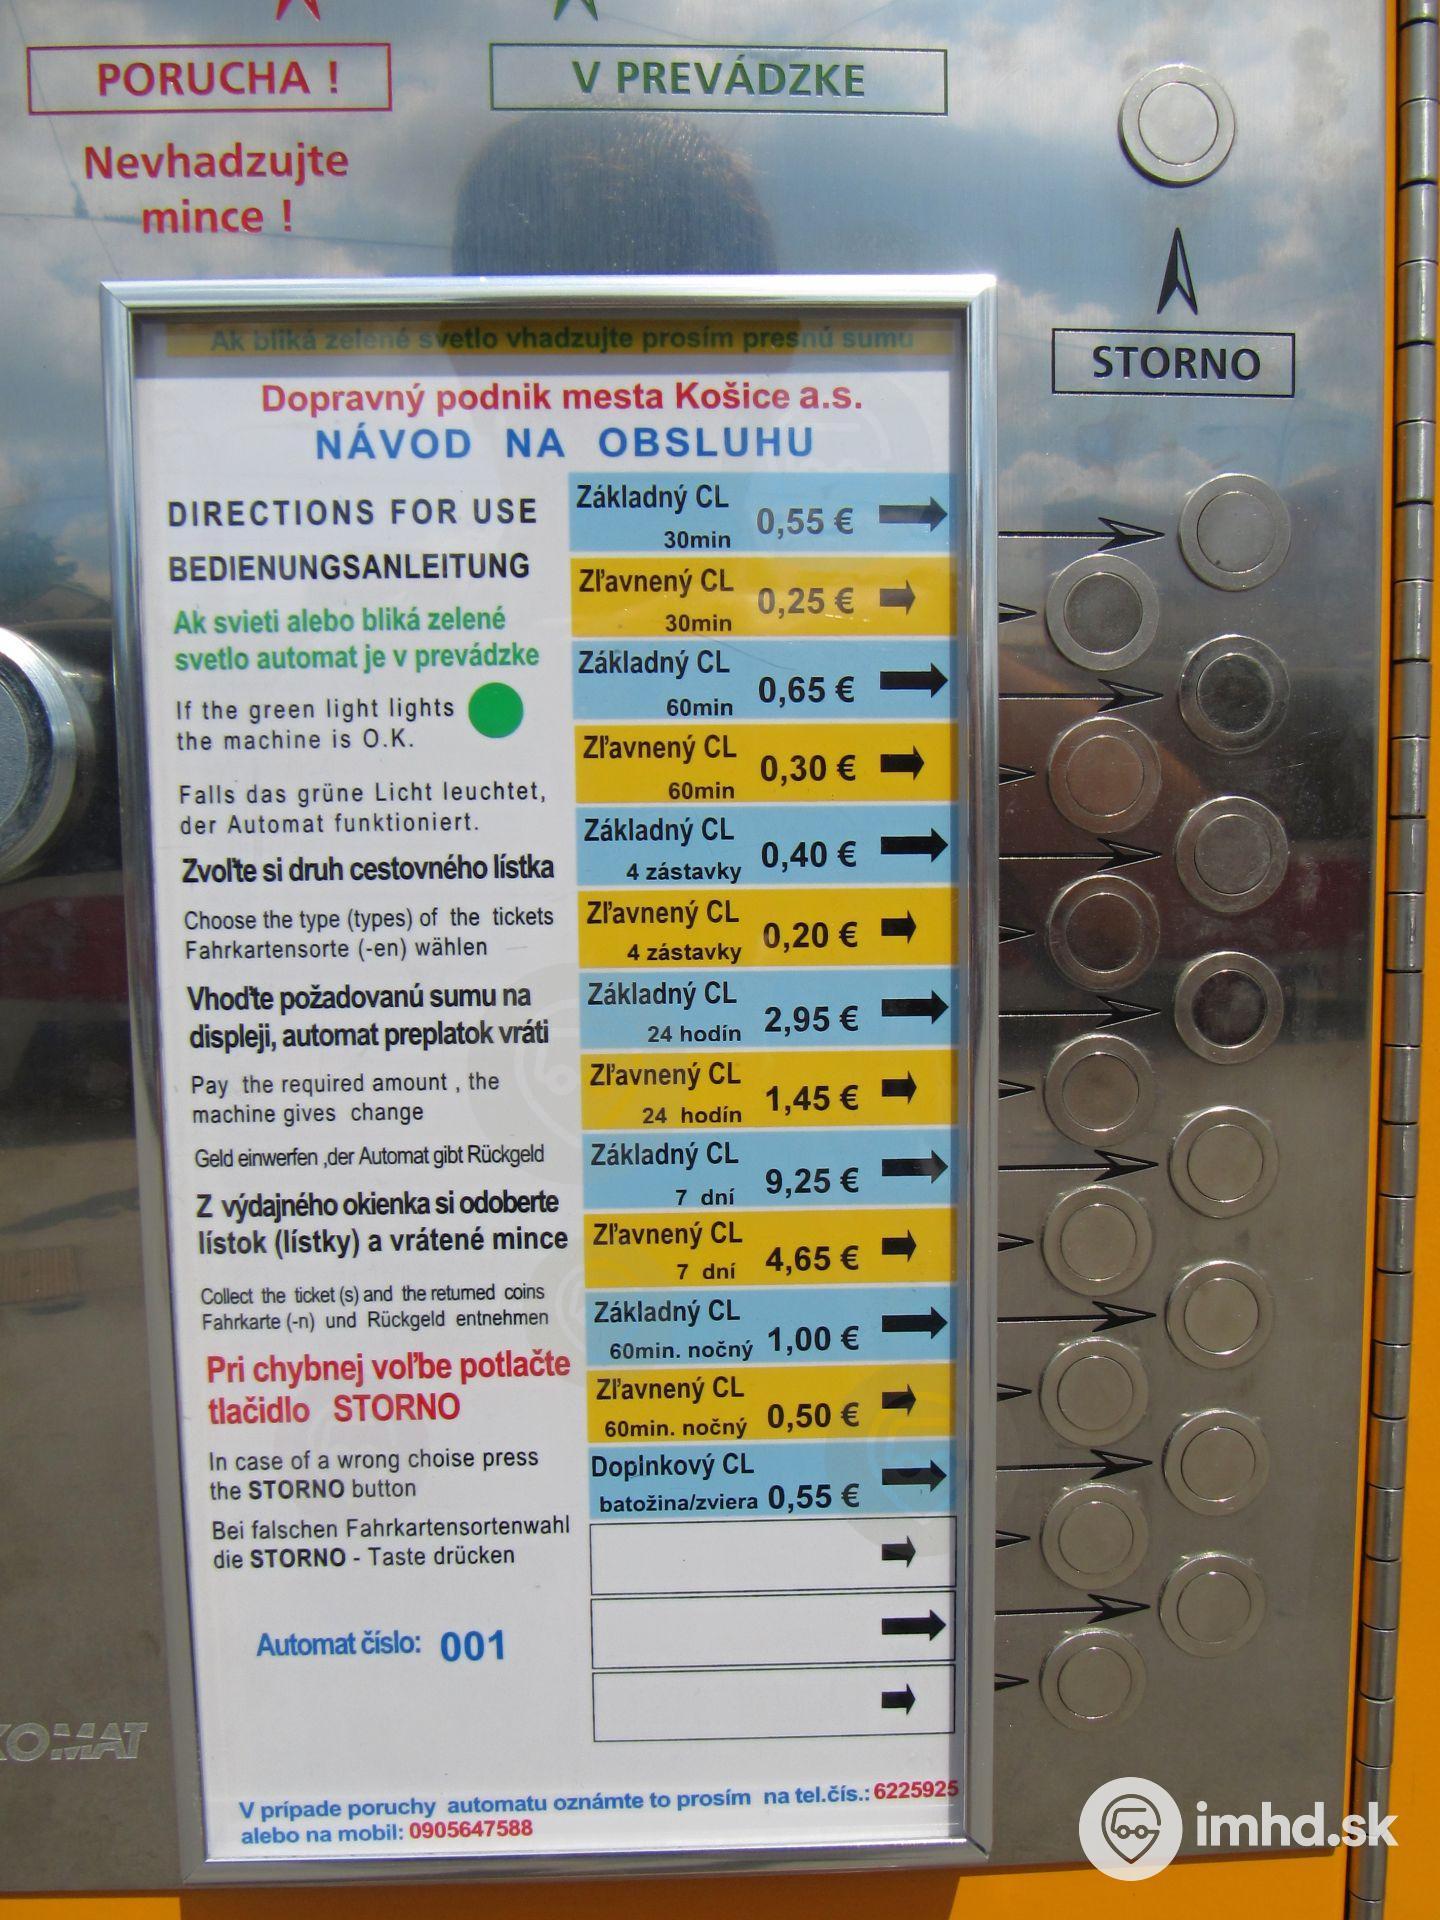 PORUCHA !
V PREVÁDZKE
Nevhadzujte
mince !
STORNO
Ak bliká zelené svetlo vhadzujte prosím presnú sumu
Dopravný podnik mesta Košice a.s.
NÁVOD NA OBSLUHU
DIRECTIONS FOR USE
BEDIENUNGSANLEITUNG
Ak svieti alebo bliká zelené
svetlo automat je v prevádzke
If the green light lights
the machine is O.K.
Falls das grüne Licht leuchtet,
der Automat funktioniert.
Zvoľte si druh cestovného lístka
Choose the type (types) of the tickets
Fahrkartensorte (-en) wählen
Vhoďte požadovanú sumu na
displeji, automat preplatok vráti
Pay the required amount , the
machine gives change
Geld einwerfen ,der Automat gibt Rückgeld
Z výdajného okienka si odoberte
lístok (lístky) a vrátené mince
Collect the ticket (s) and the returned coins
Fahrkarte (-n) und Rückgeld entnehmen
Pri chybnej voľbe potlačte
tlačidlo STORNO
In case of a wrong choise press
the STORNO button
Bei falschen Fahrkartensortenwahl
die STORNO - Taste drücken
Automat číslo: 001
Základný CL
30min 0,55 €
Zľavnený CL
30min 0,25 €
Základný CL
60min 0,65 €
Zľavnený CL
60min 0,30 €
Základný CL
4 zástavky 0,40 €
Zľavnený CL
4 zástavky 0,20 €
Základný CL
24 hodín 2,95 €
Zľavnený CL
24 hodín 1,45 €
Základný CL
7 dní 9,25 €
Zľavnený CL
7 dní 4,65 €
Základný CL
60min. nočný 1,00 €
Zľavnený CL
60min. nočný 0,50 €
Doplnkový CL
batožina/zviera 0,55 €
V prípade poruchy automatu oznámte to prosím na tel.čís.: 6225925
alebo na mobil: 0905647588
imhd.sk